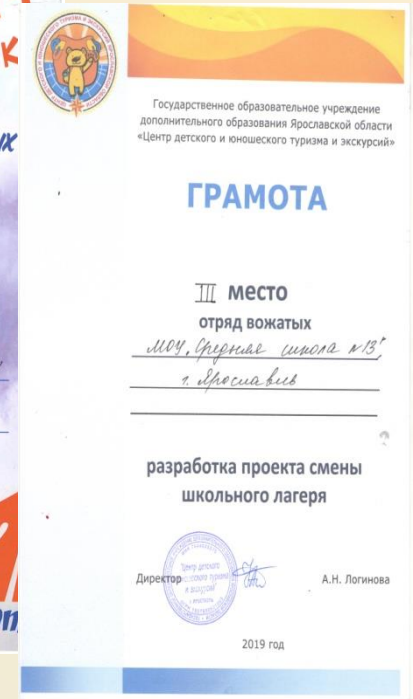 Государственное образовательное учреждение
дополнительного образования Ярославской области
«Центр детского и юношеского туризма и экскурсий»
ГРАМОТА
III место
отряд вожатых
МОУ „Средняя школа №13"
г. Ярославль
разработка проекта смены
школьного лагеря
Директор
А.Н. Логинова
2019 год